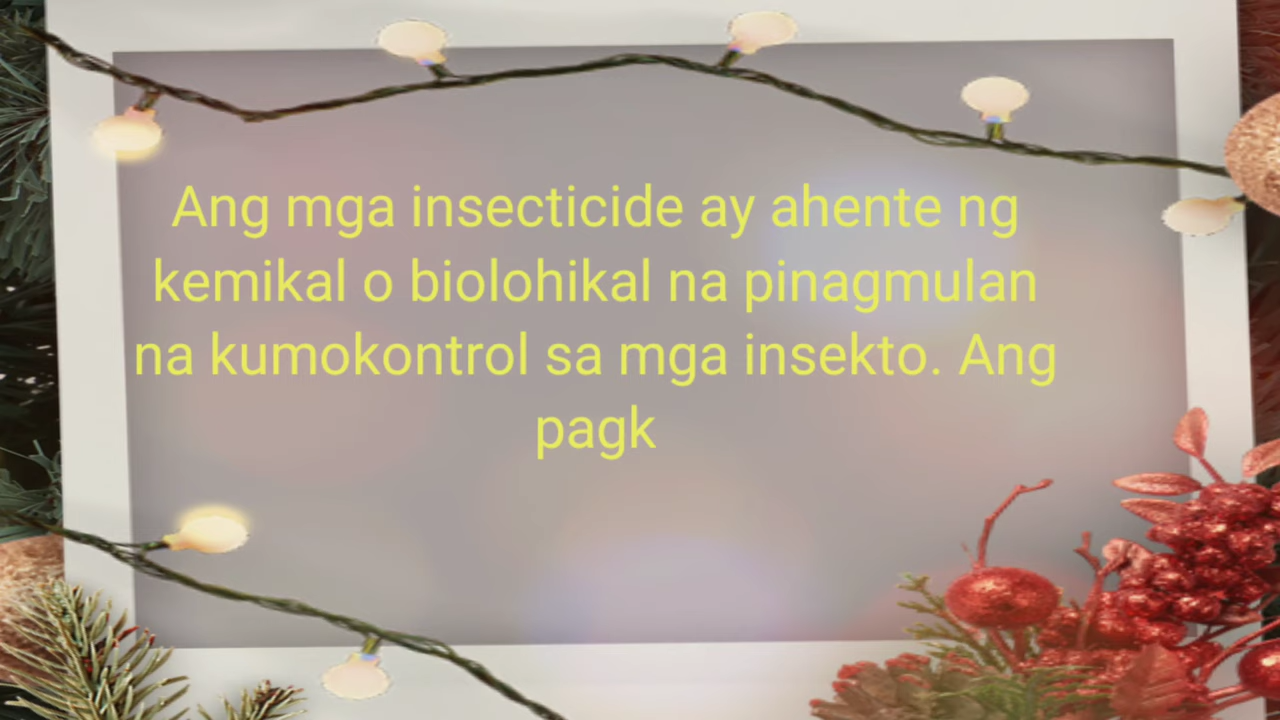 Ang mga insecticide ay ahente ng
kemikal o biolohikal na pinagmulan
na kumokontrol sa mga insekto. Ang
pagk